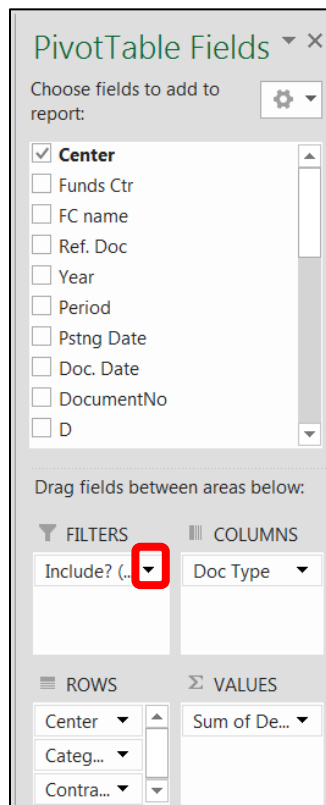 PivotTable Fields
Choose fields to add to
report:
Center
Funds Ctr
FC name
Ref. Doc
Year
Period
Pstng Date
Doc. Date
DocumentNo
D
Drag fields between areas below:
FILTERS
COLUMNS
Include? (...
Doc Type
ROWS
Σ VALUES
Center
Sum of De...
Categ...
Contra...